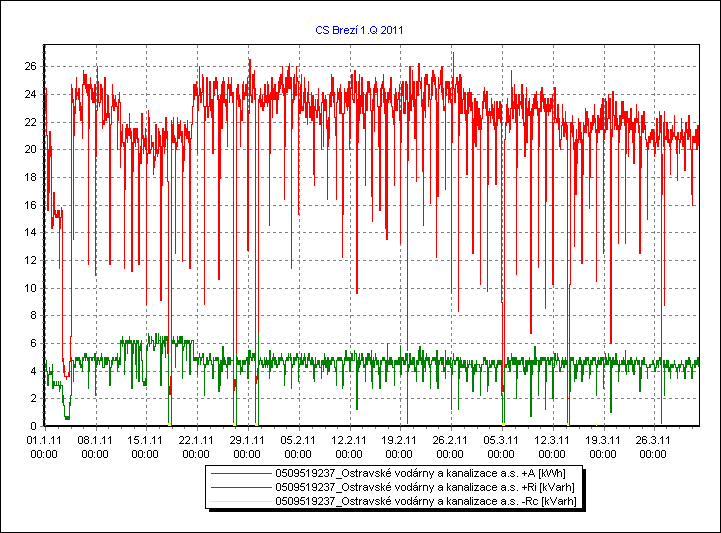 CS Brezí 1.Q 2011
26
24
22
20
18
16
14
12
10
8
6
4
2
0
01.1.11 08.1.11 15.1.11 22.1.11 29.1.11 05.2.11 12.2.11 19.2.11 26.2.11 05.3.11 12.3.11 19.3.11 26.3.11
00:00 00:00 00:00 00:00 00:00 00:00 00:00 00:00 00:00 00:00 00:00 00:00 00:00
0509519237_Ostravské vodárny a kanalizace a.s. +A [kWh]
0509519237_Ostravské vodárny a kanalizace a.s. +Ri [kVarh]
0509519237_Ostravské vodárny a kanalizace a.s. -Rc [kVarh]